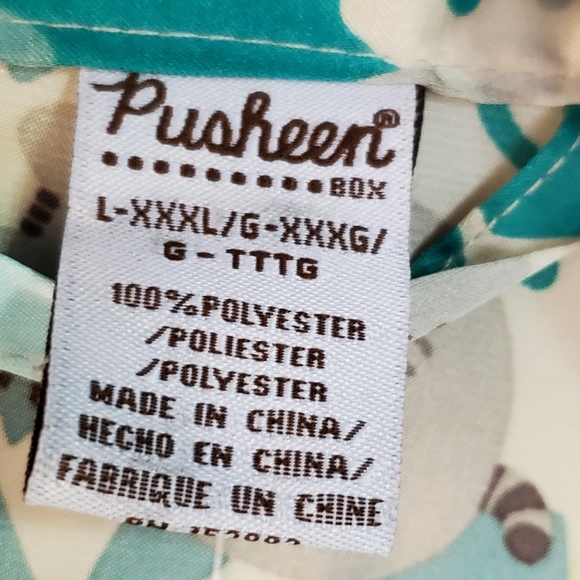 Pusheen®
BOX
L-XXXL/G-XXXG/
G-TTTG
100%POLYESTER
/POLIESTER
/POLYESTER
MADE IN CHINA/
HECHO EN CHINA/
FABRIQUE UN CHINE